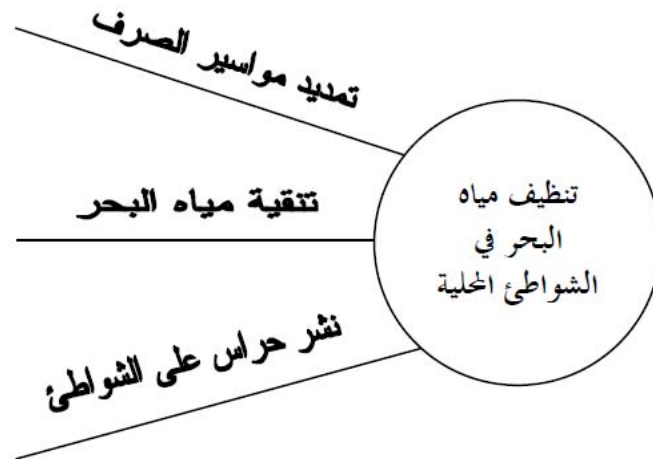 تمديد مواسير الصرف
تنقية مياه البحر
نشر حراس على الشواطئ
تنظيف مياه
البحر في
الشواطئ المحلية